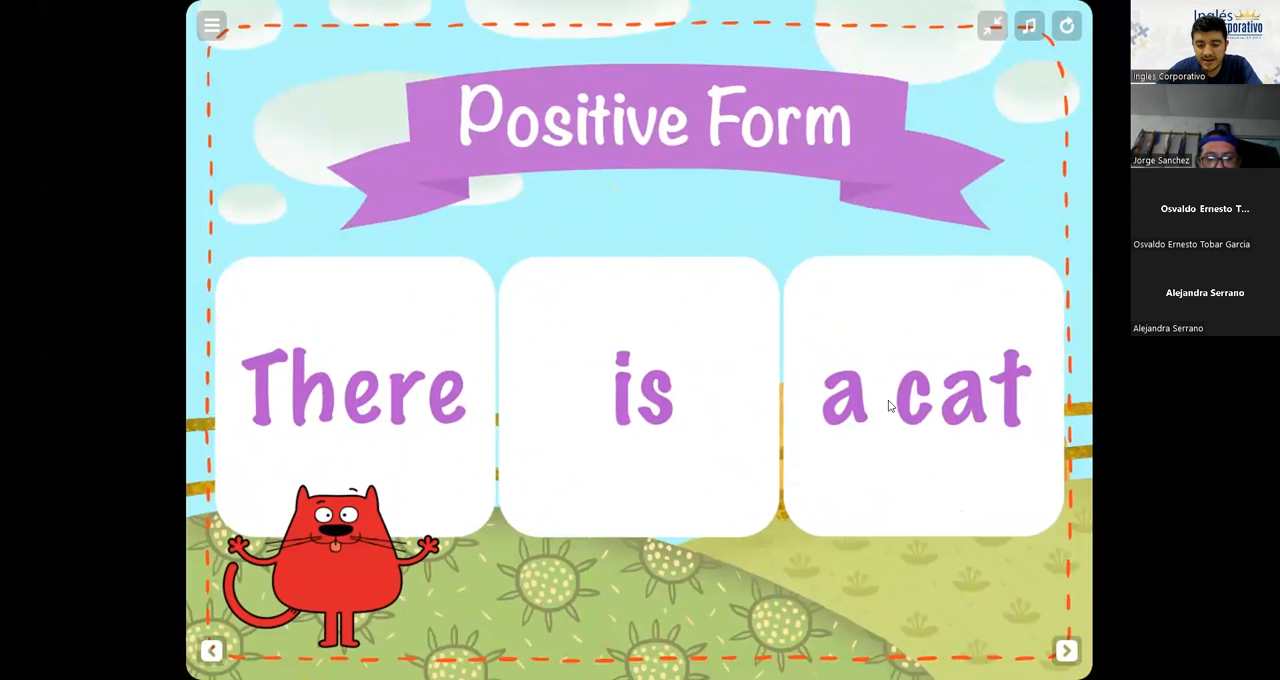 Positive Form
There is a cat
Inglés
Corporativo
Ingles Corporativo
Jorge Sanchez
Osvaldo Ernesto T...
Osvaldo Ernesto Tobar Garcia
Alejandra Serrano
Alejandra Serrano